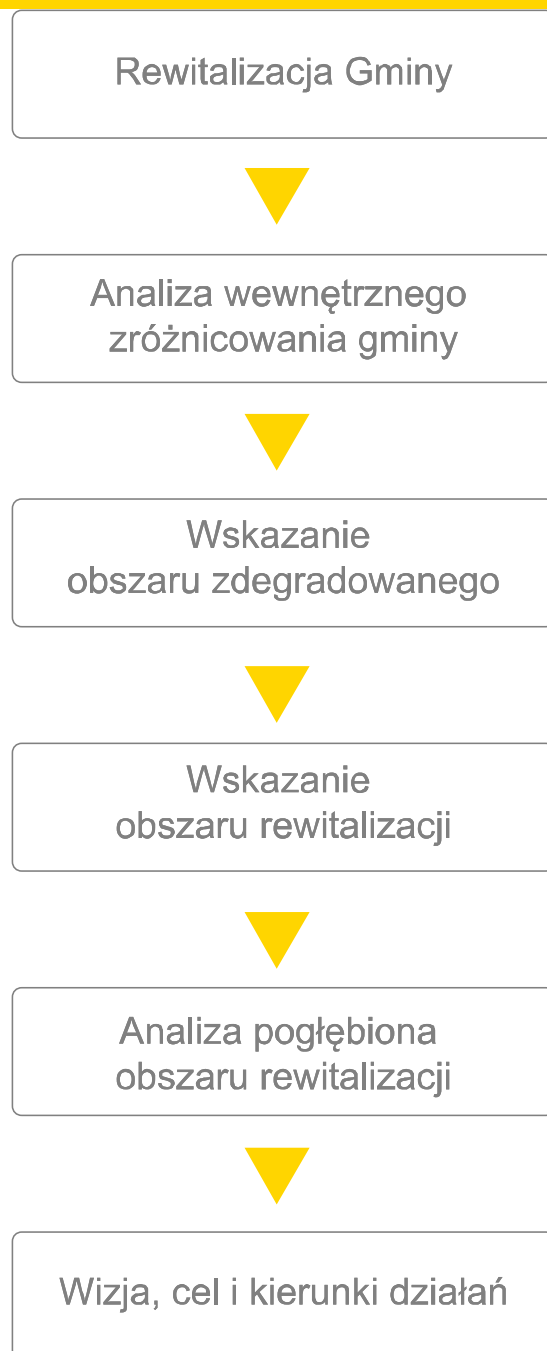 Rewitalizacja Gminy
Analiza wewnętrznego
zróżnicowania gminy
Wskazanie
obszaru zdegradowanego
Wskazanie
obszaru rewitalizacji
Analiza pogłębiona
obszaru rewitalizacji
Wizja, cel i kierunki działań